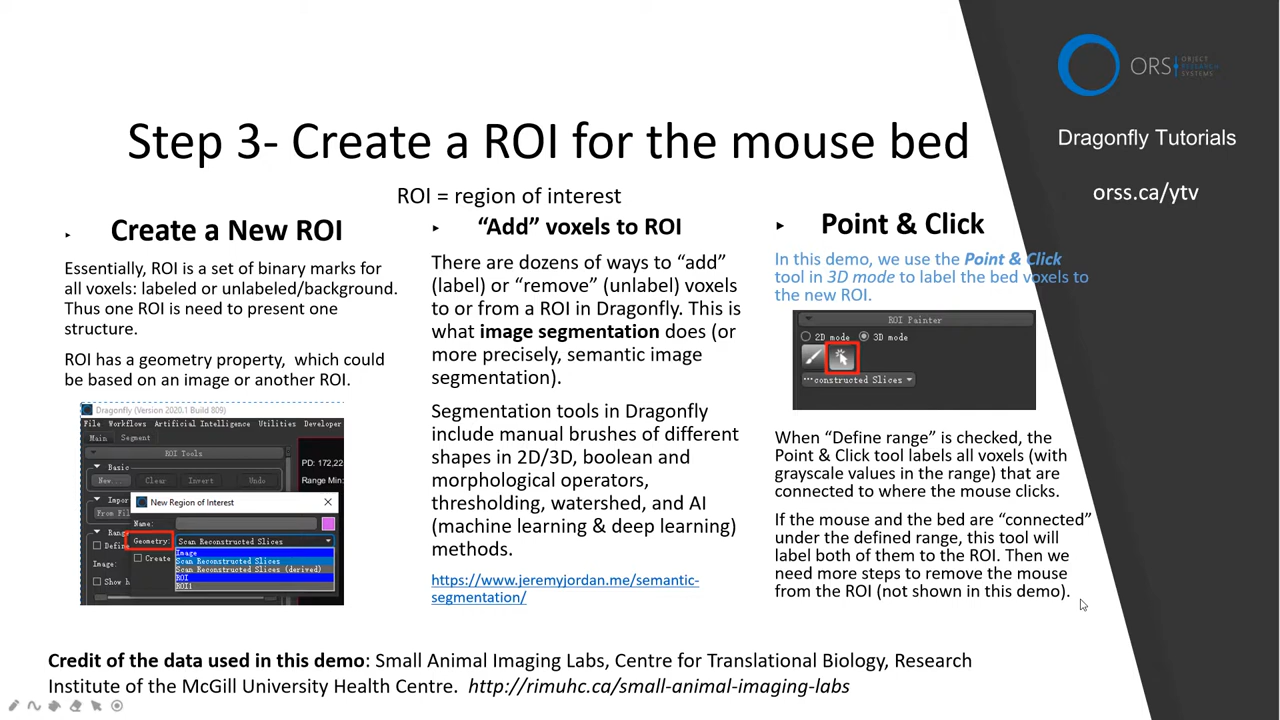 Step 3- Create a ROI for the mouse bed
ROI = region of interest
▸ Create a New ROI
Essentially, ROI is a set of binary marks for
all voxels: labeled or unlabeled/background.
Thus one ROI is need to present one
structure.
ROI has a geometry property, which could
be based on an image or another ROI.
Dragonfly (Version 2020.1 Build 809)
File Workflows Artificial Intelligence Utilities Developer
Main Segment
ROI Tools
Basic
New... Clear Invert Undo
PD: 172,22
Range Min:
New Region of Interest
Name:
Geometry: Scan Reconstructed Slices
Image
Scan Reconstructed Slices
Scan Reconstructed Slices (derived)
ROI
ROI1
Impor
From Fil
Rang
Defin
Create
Image:
Show h
▸ “Add” voxels to ROI
There are dozens of ways to “add”
(label) or “remove” (unlabel) voxels
to or from a ROI in Dragonfly. This is
what image segmentation does (or
more precisely, semantic image
segmentation).
Segmentation tools in Dragonfly
include manual brushes of different
shapes in 2D/3D, boolean and
morphological operators,
thresholding, watershed, and AI
(machine learning & deep learning)
methods.
https://www.jeremyjordan.me/semantic-
segmentation/
▸ Point & Click
In this demo, we use the Point & Click
tool in 3D mode to label the bed voxels to
the new ROI.
ROI Painter
2D mode 3D mode
···constructed Slices
When “Define range” is checked, the
Point & Click tool labels all voxels (with
grayscale values in the range) that are
connected to where the mouse clicks.
If the mouse and the bed are “connected”
under the defined range, this tool will
label both of them to the ROI. Then we
need more steps to remove the mouse
from the ROI (not shown in this demo).
Credit of the data used in this demo: Small Animal Imaging Labs, Centre for Translational Biology, Research
Institute of the McGill University Health Centre. http://rimuhc.ca/small-animal-imaging-labs
ORS OBJECT
RESEARCH
SYSTEMS
Dragonfly Tutorials
orss.ca/ytv